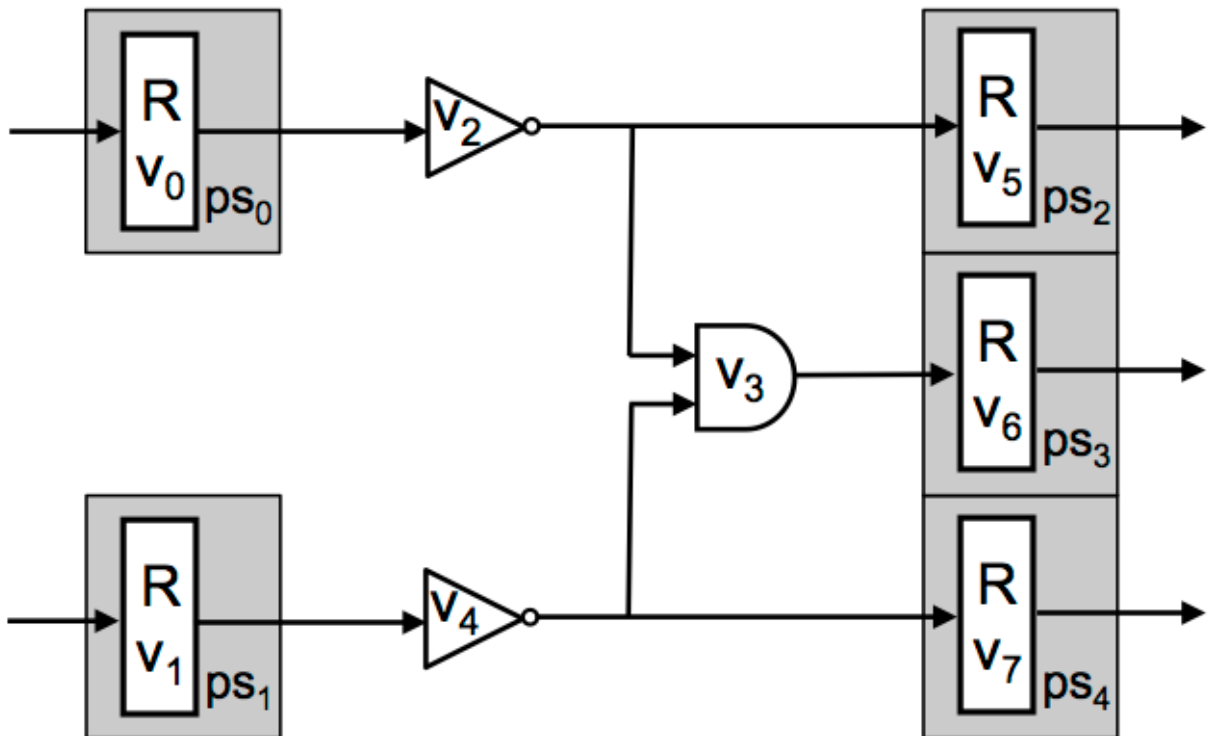 R
v₀
ps₀
v₂
R
v₅
ps₂
v₃
R
v₆
ps₃
R
v₁
ps₁
v₄
R
v₇
ps₄